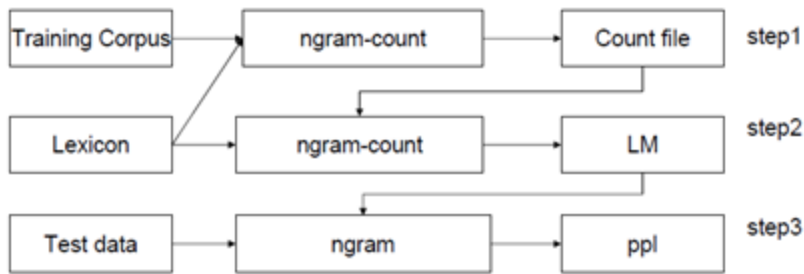 Training Corpus ngram-count Count file step1
Lexicon ngram-count LM step2
Test data ngram ppl step3